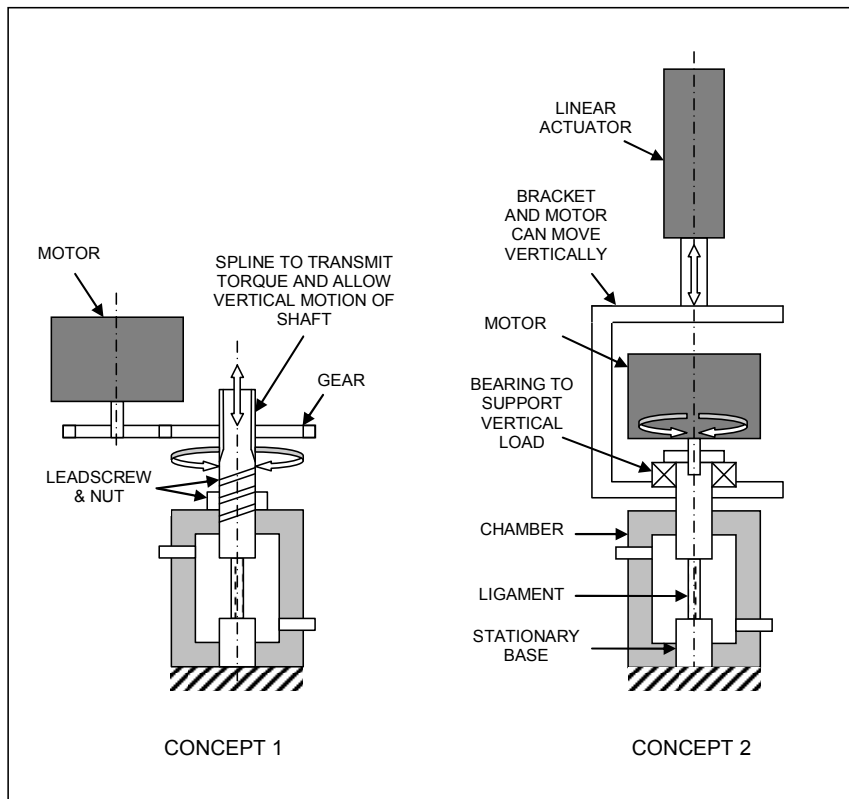 MOTOR
SPLINE TO TRANSMIT
TORQUE AND ALLOW
VERTICAL MOTION OF
SHAFT
GEAR
LEADSCREW
& NUT
CONCEPT 1
LINEAR
ACTUATOR
BRACKET
AND MOTOR
CAN MOVE
VERTICALLY
MOTOR
BEARING TO
SUPPORT
VERTICAL
LOAD
CHAMBER
LIGAMENT
STATIONARY
BASE
CONCEPT 2